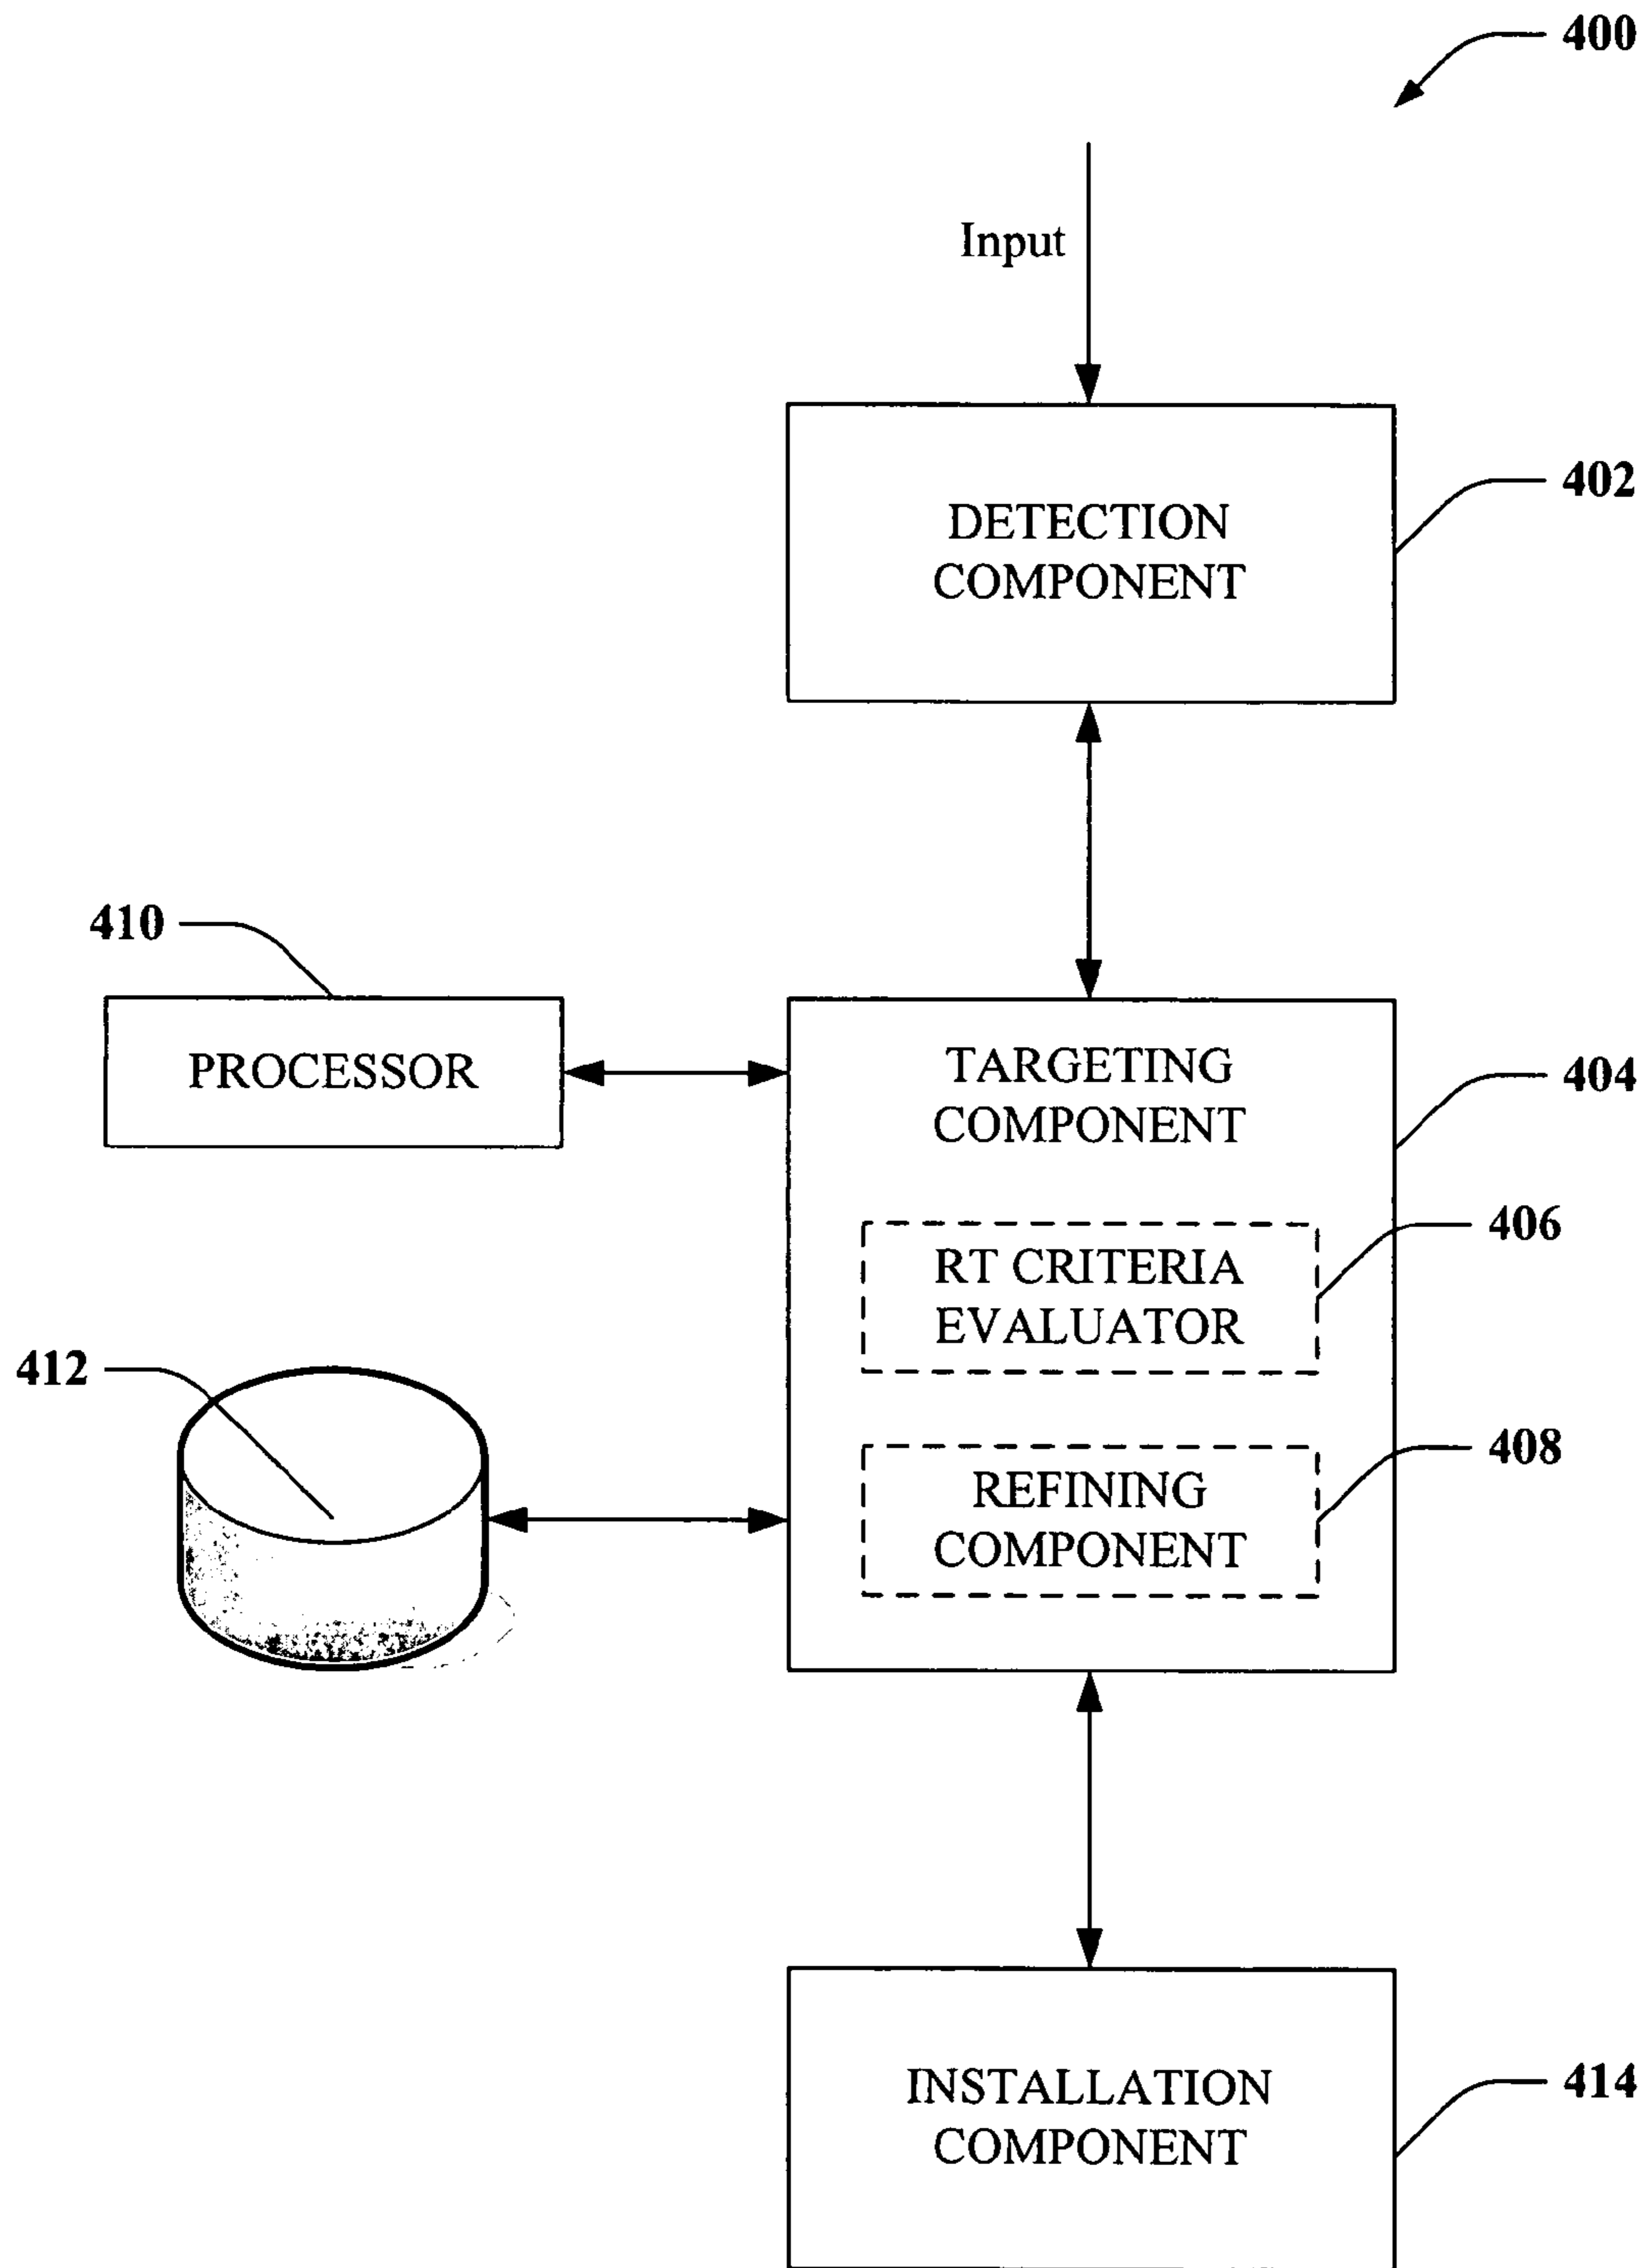 400
Input
402
DETECTION
COMPONENT
410
PROCESSOR
TARGETING
COMPONENT
404
406
RT CRITERIA
EVALUATOR
412
408
REFINING
COMPONENT
414
INSTALLATION
COMPONENT